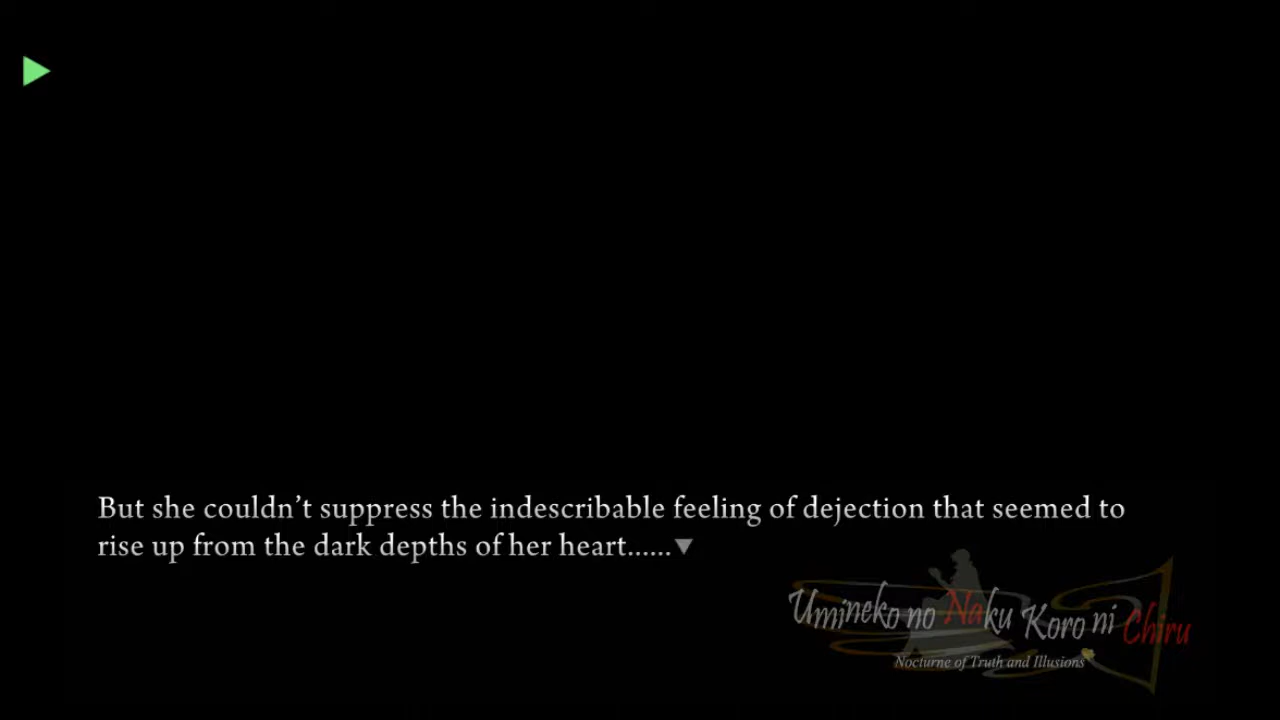 But she couldn’t suppress the indescribable feeling of dejection that seemed to
rise up from the dark depths of her heart......
Umineko no Naku Koro ni Chiru
Nocturne of Truth and Illusions